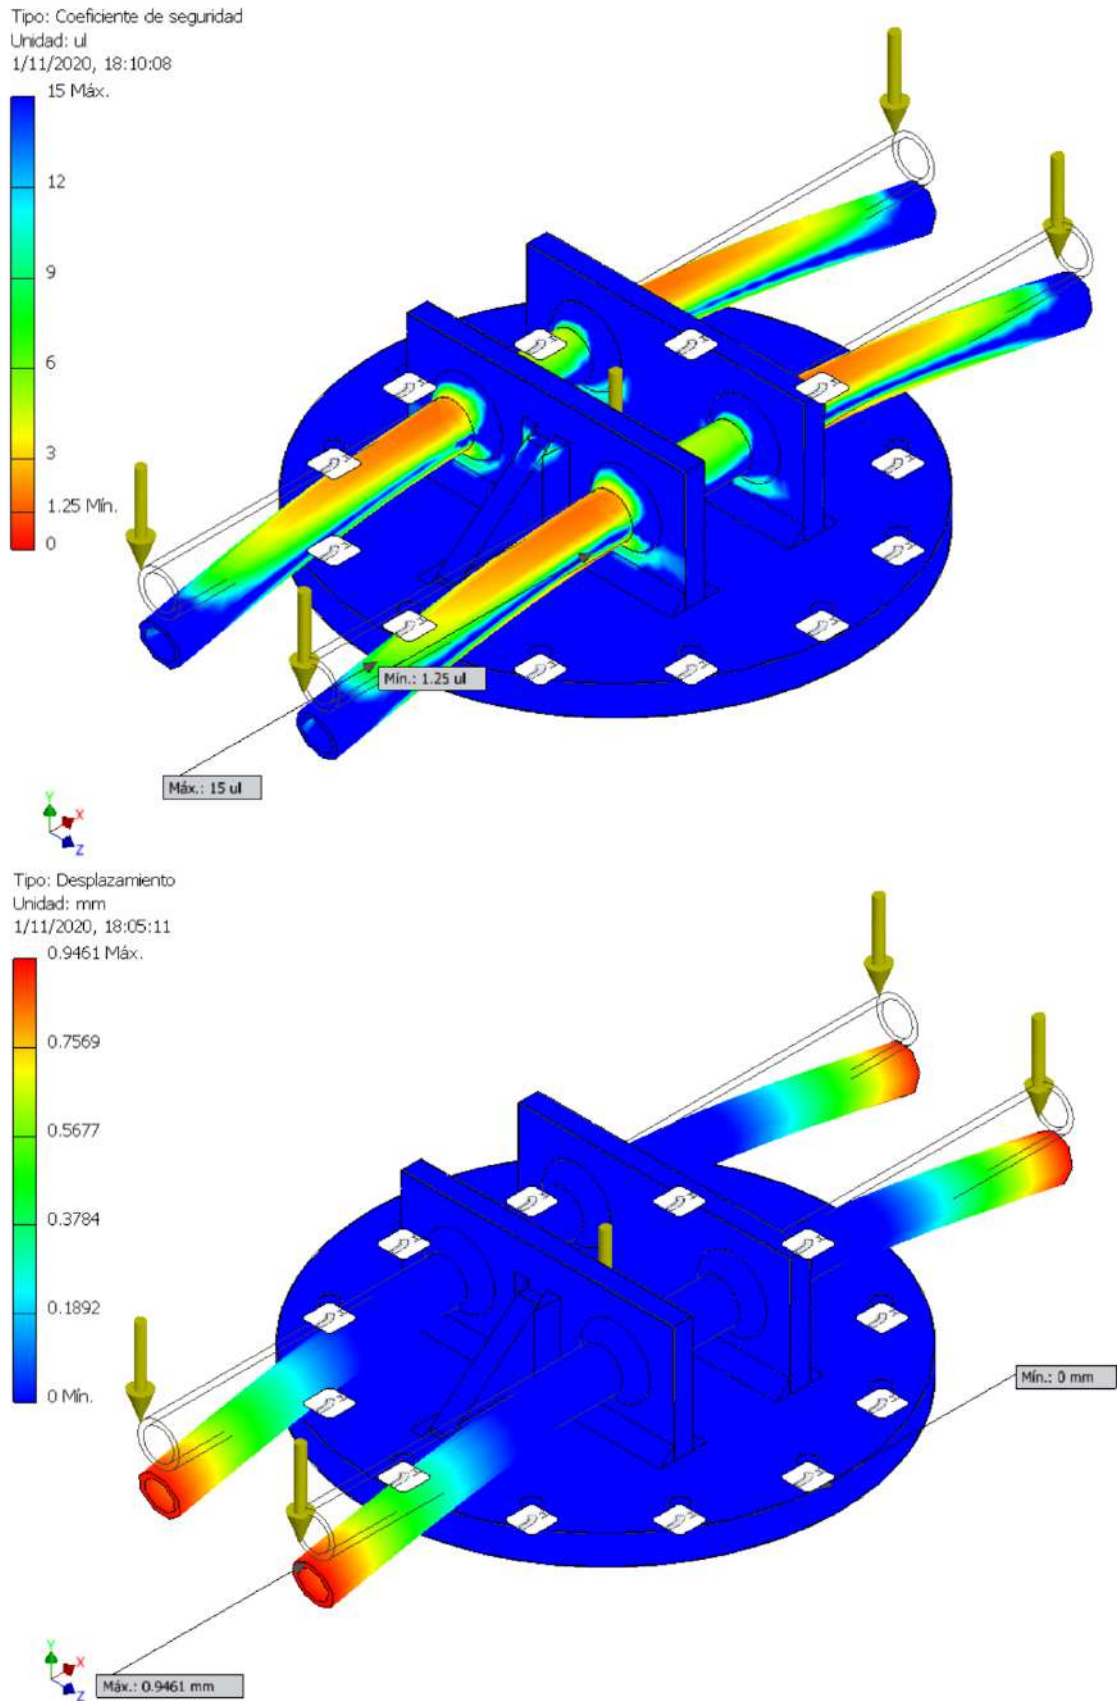 Tipo: Coeficiente de seguridad
Unidad: ul
1/11/2020, 18:10:08
15 Máx.
12
9
6
3
1.25 Mín.
0
Mín.: 1.25 ul
Máx.: 15 ul
Y
X
Z
Tipo: Desplazamiento
Unidad: mm
1/11/2020, 18:05:11
0.9461 Máx.
0.7569
0.5677
0.3784
0.1892
0 Mín.
Mín.: 0 mm
Y
X
Z
Máx.: 0.9461 mm